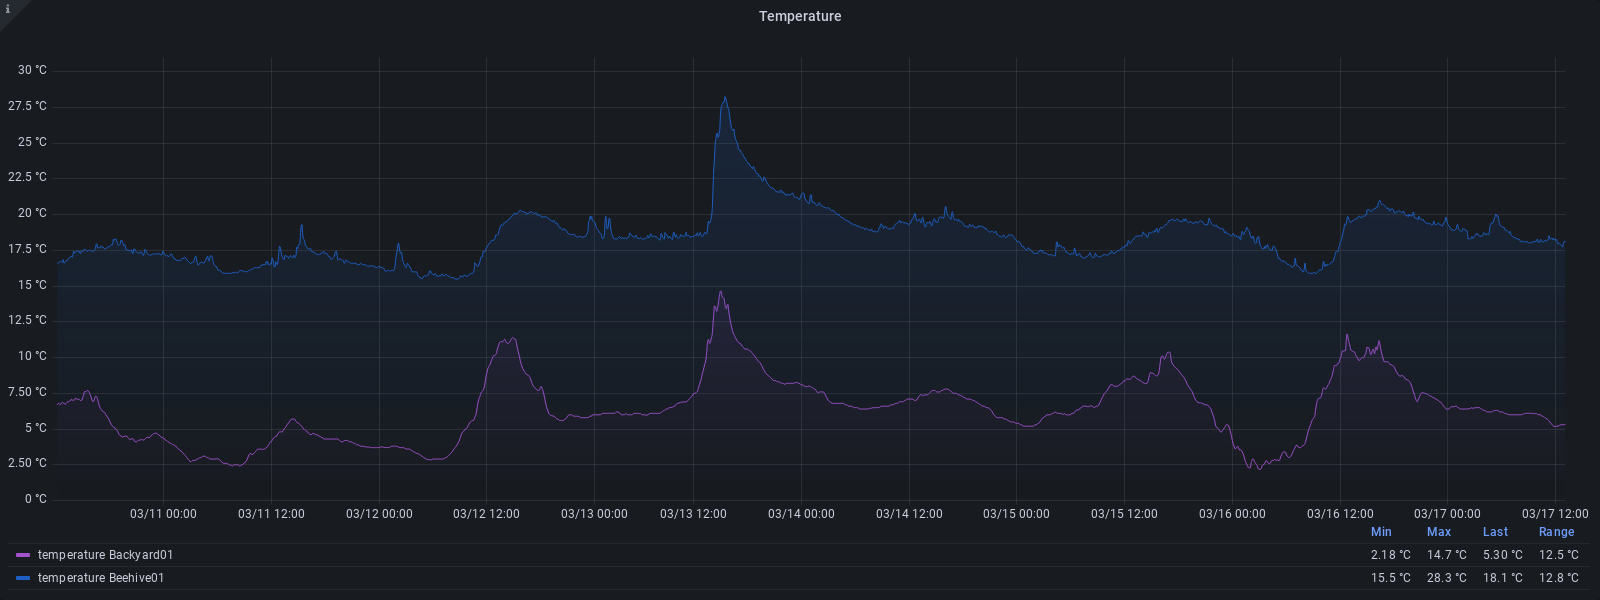 i
Temperature
30 °C
27.5 °C
25 °C
22.5 °C
20 °C
17.5 °C
15 °C
12.5 °C
10 °C
7.50 °C
5 °C
2.50 °C
0 °C
03/11 00:00 03/11 12:00 03/12 00:00 03/12 12:00 03/13 00:00 03/13 12:00 03/14 00:00 03/14 12:00 03/15 00:00 03/15 12:00 03/16 00:00 03/16 12:00 03/17 00:00 03/17 12:00
Min Max Last Range
temperature Backyard01 2.18 °C 14.7 °C 5.30 °C 12.5 °C
temperature Beehive01 15.5 °C 28.3 °C 18.1 °C 12.8 °C